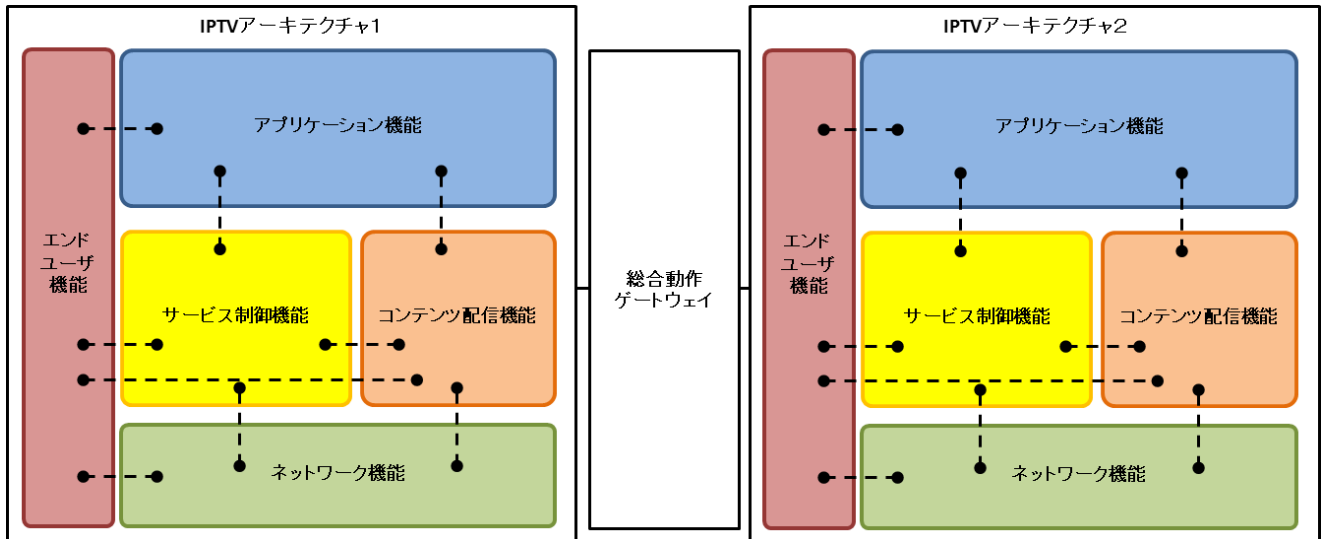 IPTVアーキテクチャ1
アプリケーション機能
エンド
ユーザ
機能
サービス制御機能
コンテンツ配信機能
ネットワーク機能
総合動作
ゲートウェイ
IPTVアーキテクチャ2
アプリケーション機能
エンド
ユーザ
機能
サービス制御機能
コンテンツ配信機能
ネットワーク機能